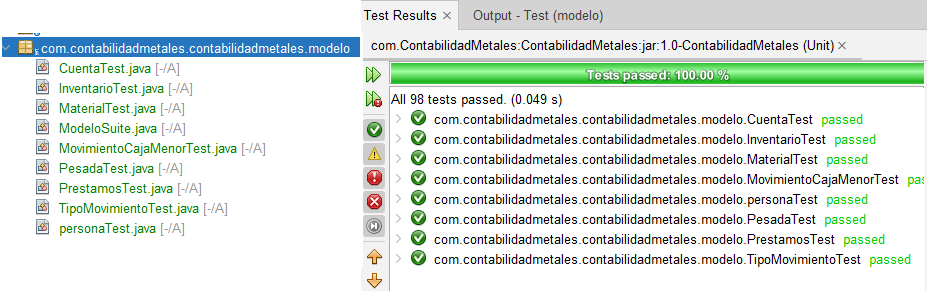 com.contabilidadmetales.contabilidadmetales.modelo
CuentaTest.java [-/A]
InventarioTest.java [-/A]
MaterialTest.java [-/A]
ModeloSuite.java [-/A]
MovimientoCajaMenorTest.java [-/A]
PesadaTest.java [-/A]
PrestamosTest.java [-/A]
TipoMovimientoTest.java [-/A]
personaTest.java [-/A]
Test Results × Output - Test (modelo)
com.ContabilidadMetales:ContabilidadMetales:jar:1.0-ContabilidadMetales (Unit) ×
Tests passed: 100.00 %
All 98 tests passed. (0.049 s)
com.contabilidadmetales.contabilidadmetales.modelo.CuentaTest passed
com.contabilidadmetales.contabilidadmetales.modelo.InventarioTest passed
com.contabilidadmetales.contabilidadmetales.modelo.MaterialTest passed
com.contabilidadmetales.contabilidadmetales.modelo.MovimientoCajaMenorTest pas
com.contabilidadmetales.contabilidadmetales.modelo.personaTest passed
com.contabilidadmetales.contabilidadmetales.modelo.PesadaTest passed
com.contabilidadmetales.contabilidadmetales.modelo.PrestamosTest passed
com.contabilidadmetales.contabilidadmetales.modelo.TipoMovimientoTest passed